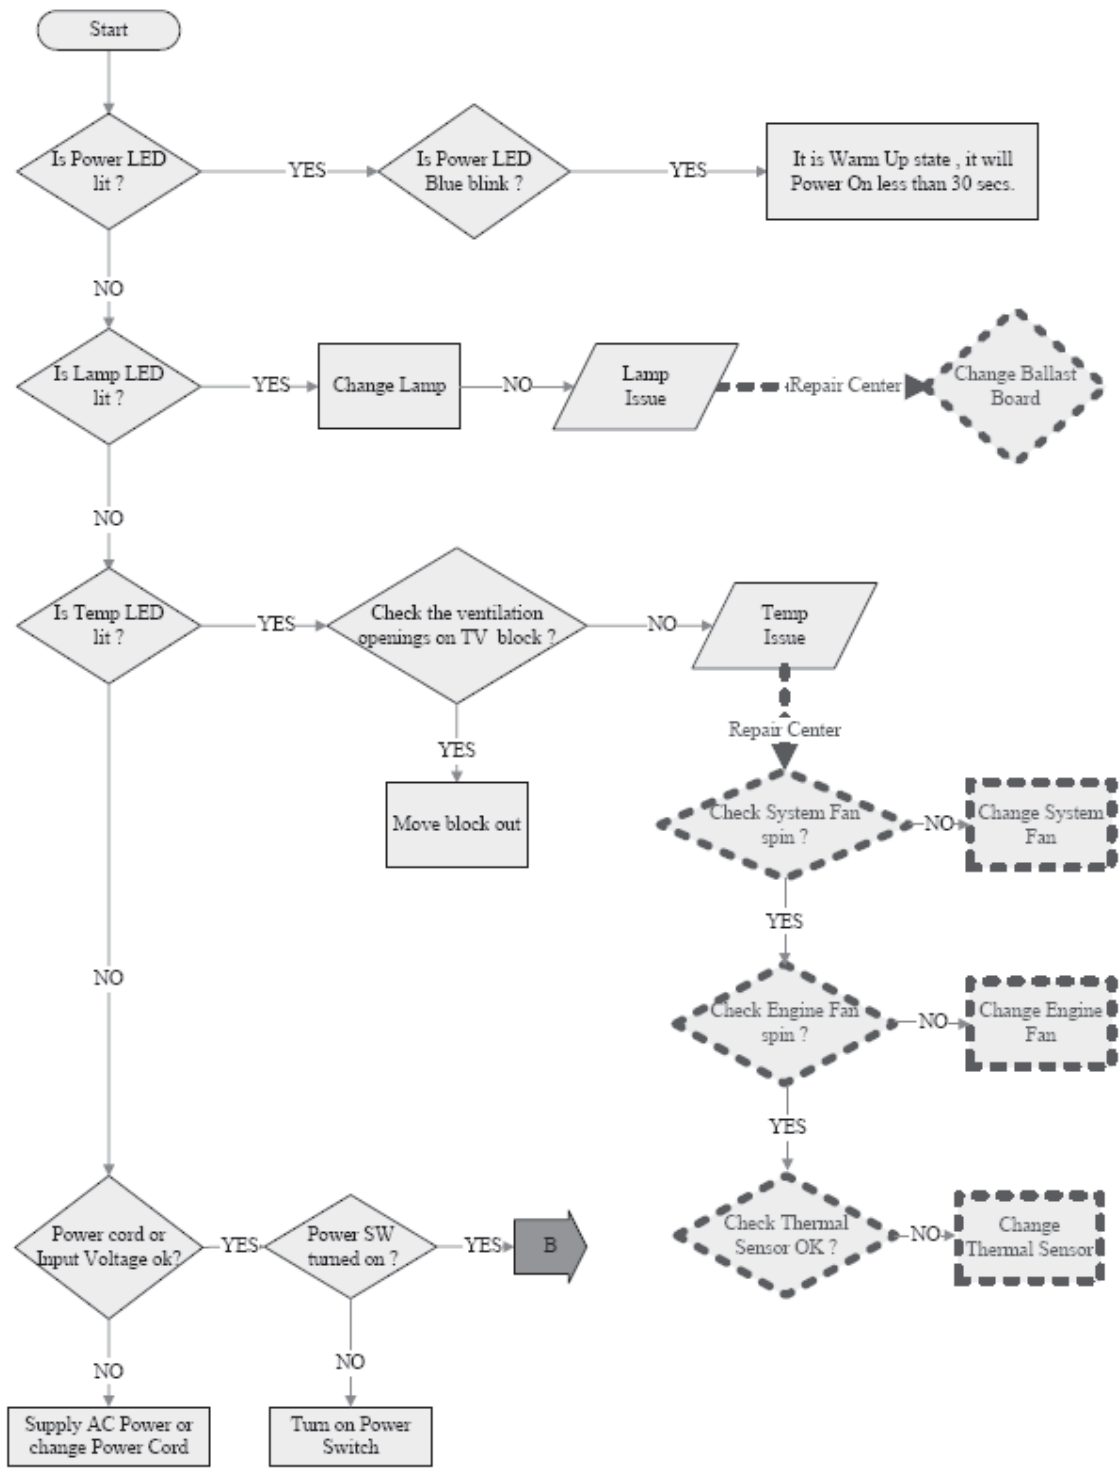 Start
Is Power LED
lit ?
YES
Is Power LED
Blue blink ?
YES
It is Warm Up state , it will
Power On less than 30 secs.
NO
Is Lamp LED
lit ?
YES
Change Lamp
NO
Lamp
Issue
Repair Center
Change Ballast
Board
NO
Is Temp LED
lit ?
YES
Check the ventilation
openings on TV block ?
NO
Temp
Issue
YES
Move block out
Repair Center
Check System Fan
spin ?
NO
Change System
Fan
YES
NO
Check Engine Fan
spin ?
NO
Change Engine
Fan
YES
Power cord or
Input Voltage ok?
YES
Power SW
turned on ?
YES
B
Check Thermal
Sensor OK ?
NO
Change
Thermal Sensor
NO
Supply AC Power or
change Power Cord
NO
Turn on Power
Switch